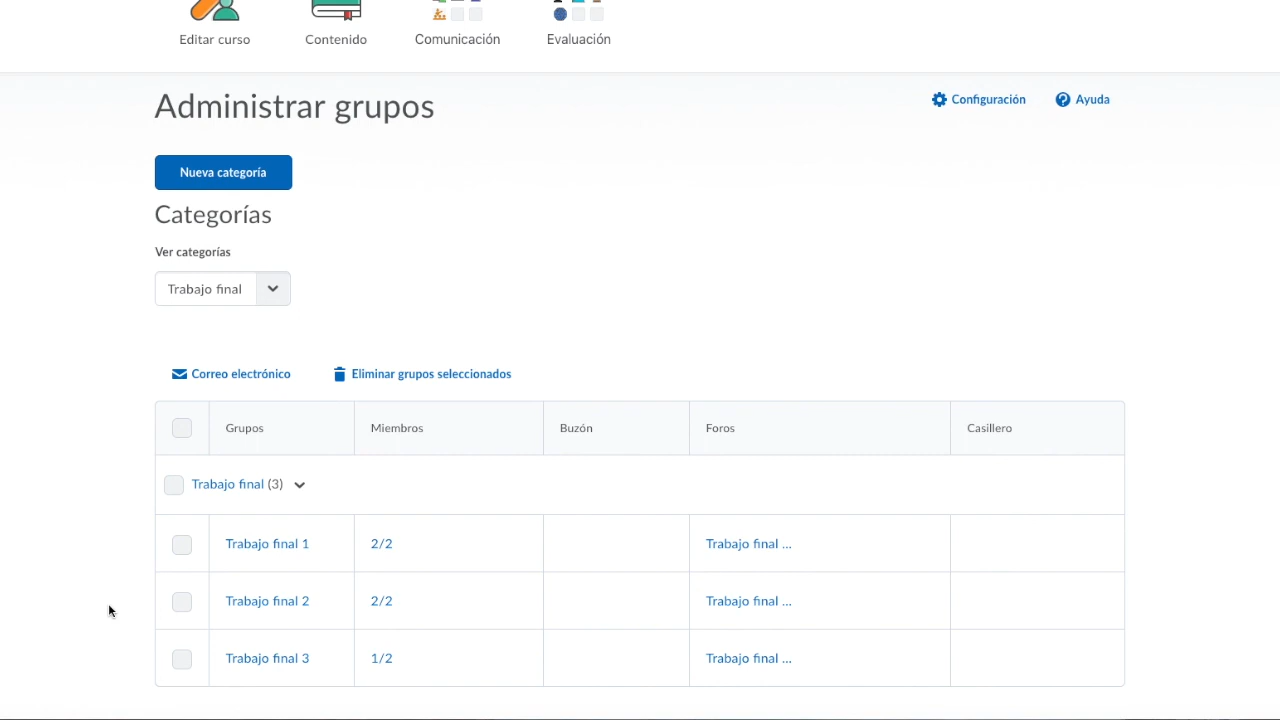 Editar curso
Contenido
Comunicación
Evaluación
Administrar grupos
Configuración
Ayuda
Nueva categoría
Categorías
Ver categorías
Trabajo final
Correo electrónico
Eliminar grupos seleccionados
Grupos Miembros Buzón Foros Casillero
Trabajo final (3)
Trabajo final 1 2/2 Trabajo final ...
Trabajo final 2 2/2 Trabajo final ...
Trabajo final 3 1/2 Trabajo final ...